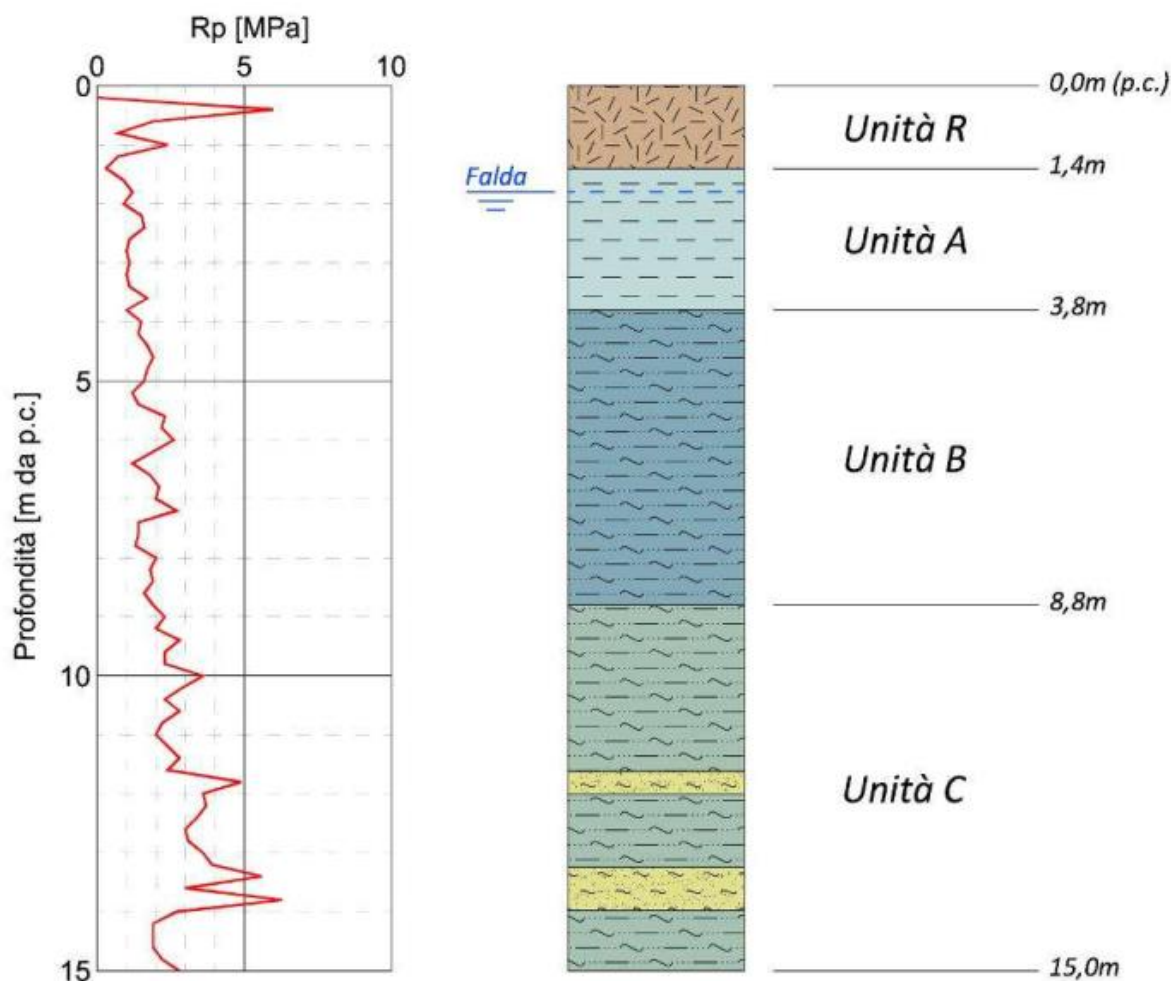 Rp [MPa]
0 5 10
0
5
10
15
Profondità [m da p.c.]
Falda
0,0m (p.c.)
Unità R
1,4m
Unità A
3,8m
Unità B
8,8m
Unità C
15,0m